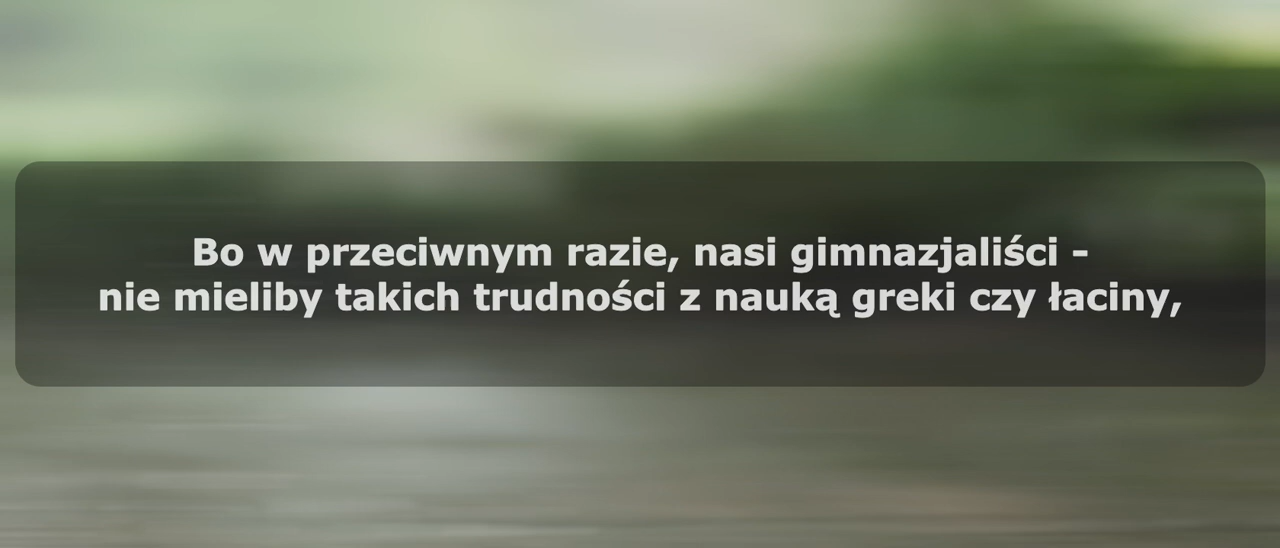 Bo w przeciwnym razie, nasi gimnazjaliści -
nie mieliby takich trudności z nauką greki czy łaciny,